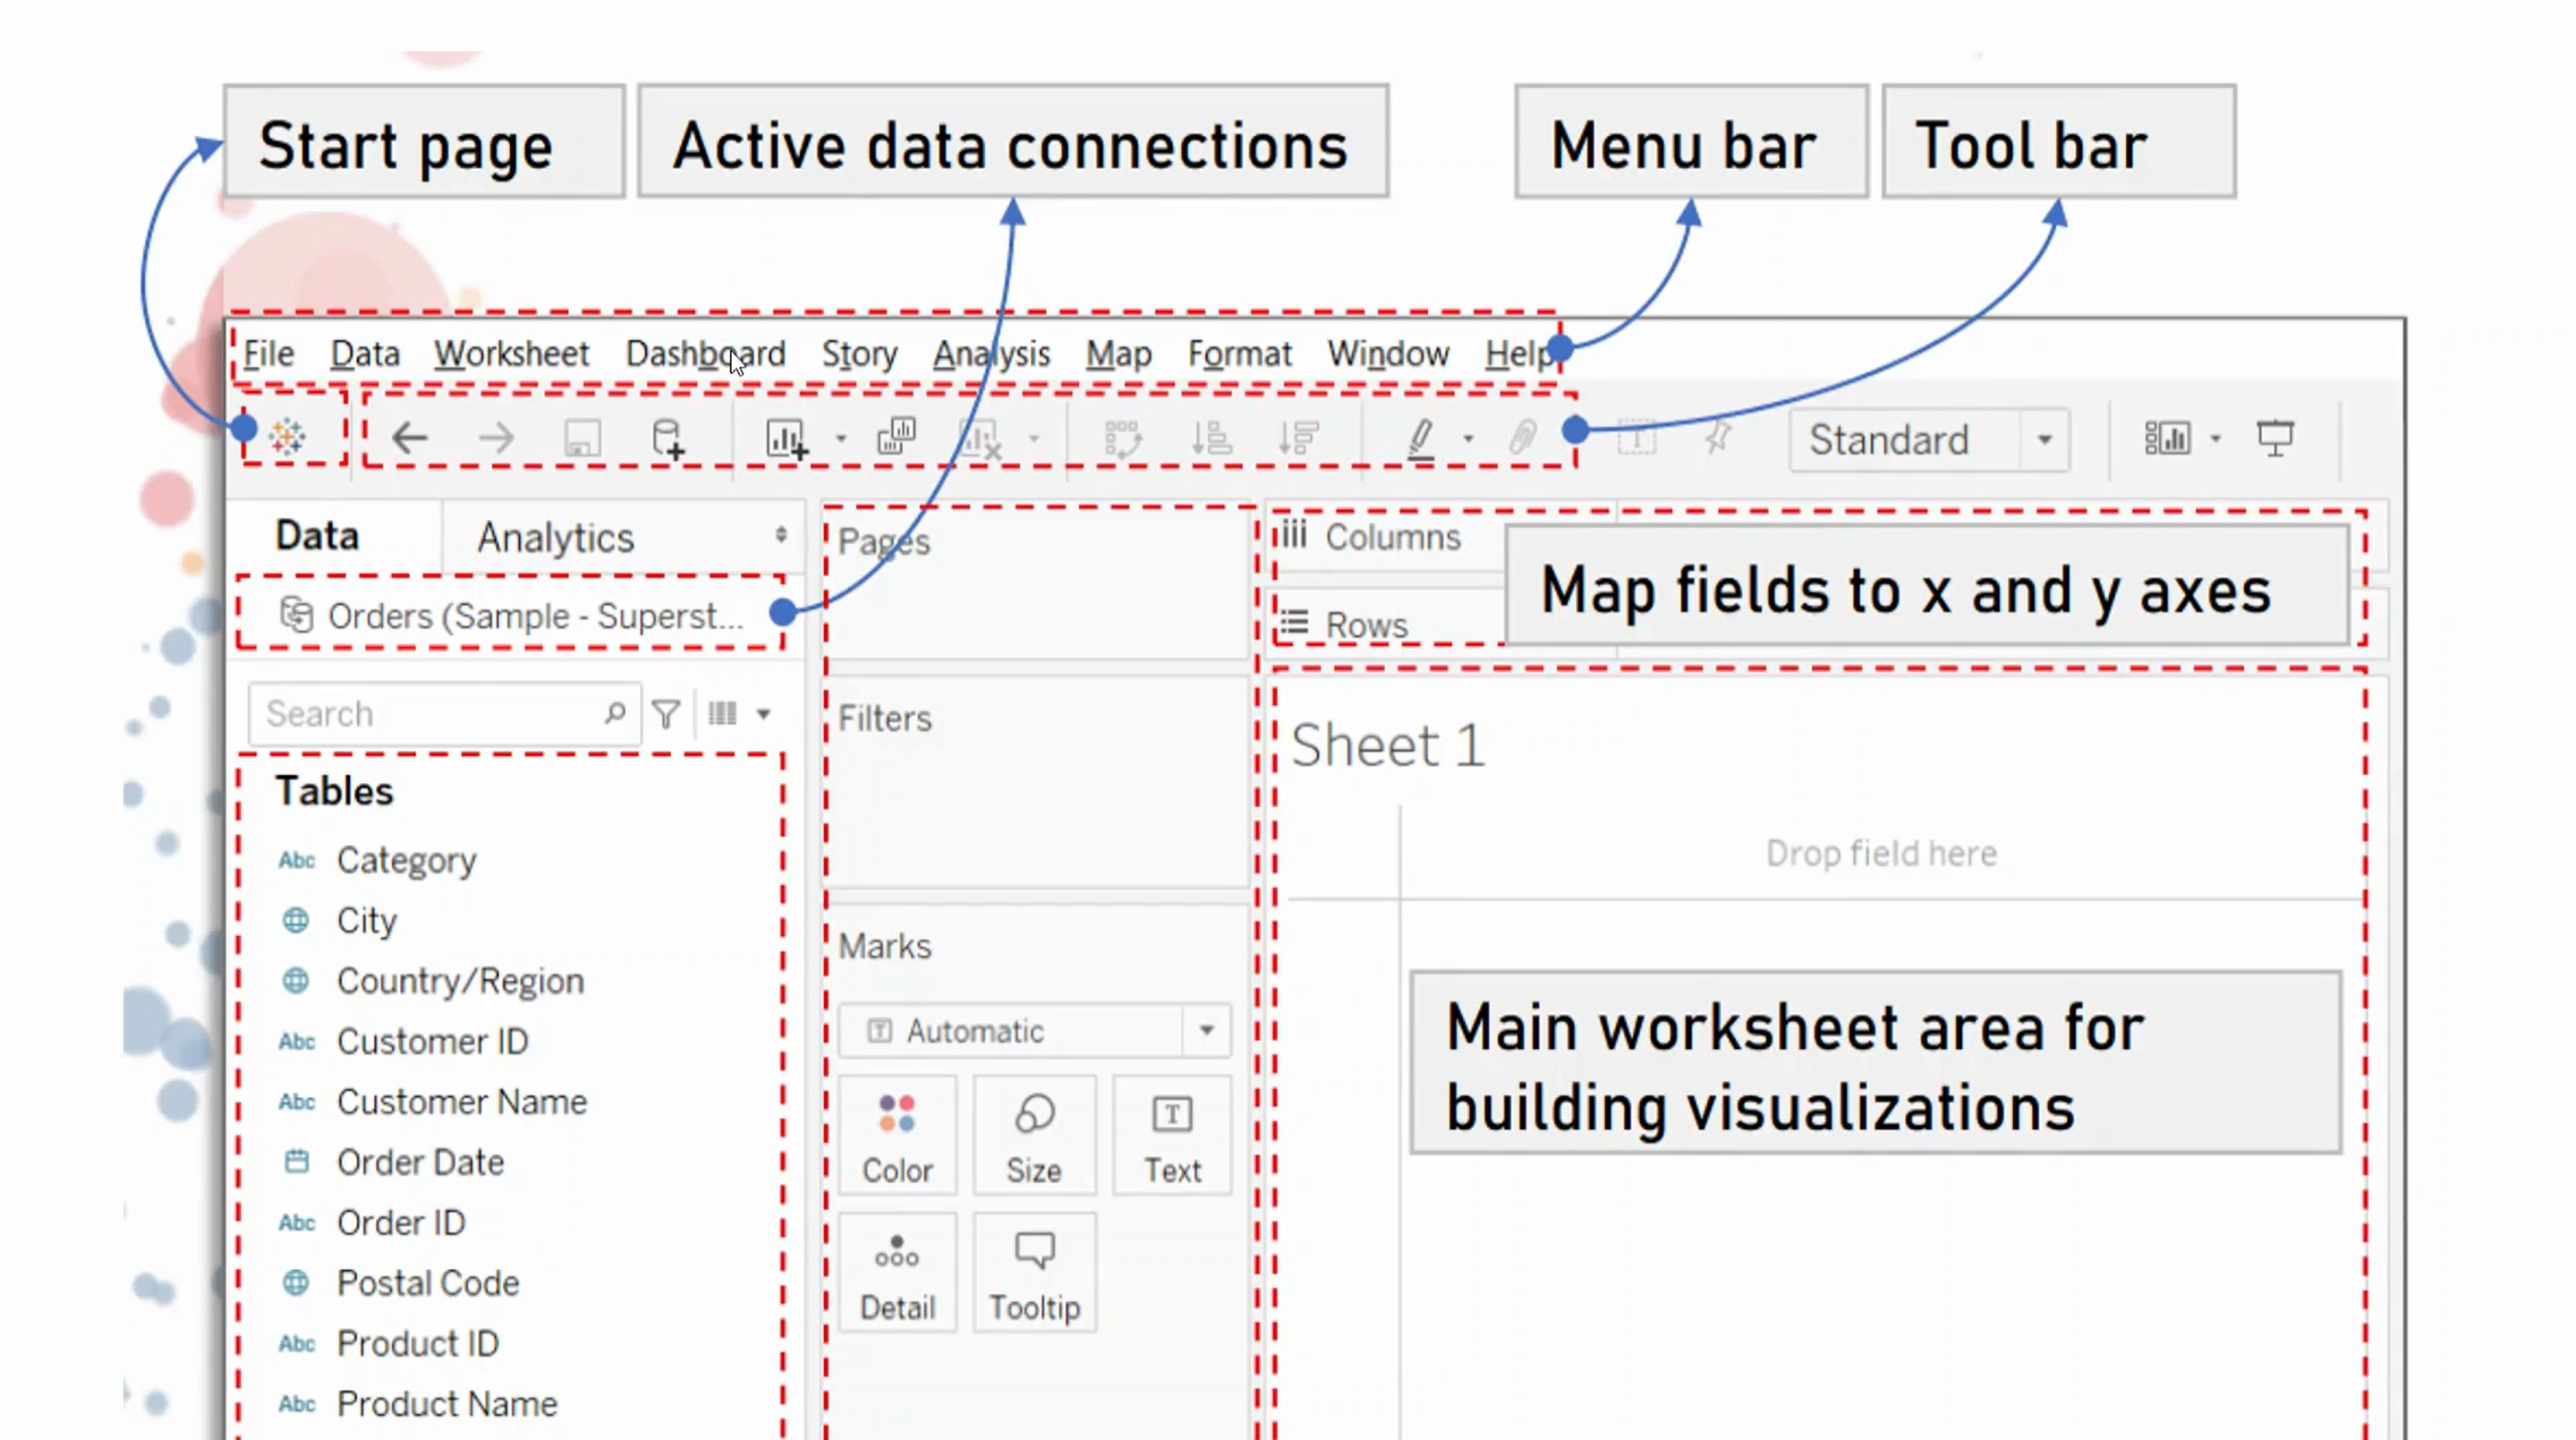 Start page
Active data connections
Menu bar
Tool bar
File Data Worksheet Dashboard Story Analysis Map Format Window Help
Standard
Data Analytics
Orders (Sample - Superst...
Search
Tables
Abc Category
City
Country/Region
Abc Customer ID
Abc Customer Name
Order Date
Abc Order ID
Postal Code
Abc Product ID
Abc Product Name
Pages
Filters
Marks
T Automatic
Color Size T Text
Detail Tooltip
Columns
Rows
Map fields to x and y axes
Sheet 1
Drop field here
Main worksheet area for
building visualizations